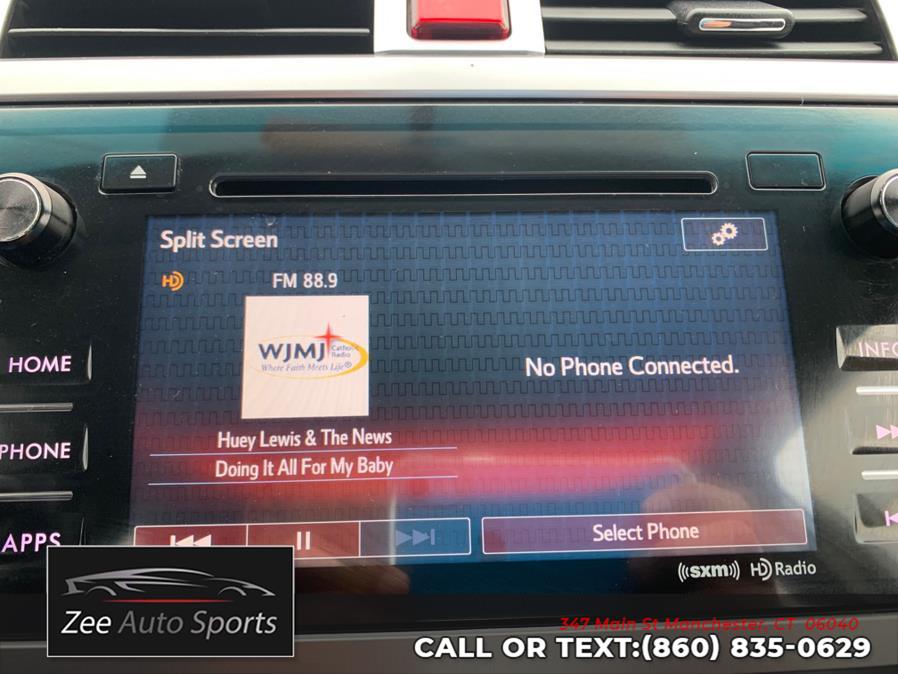 Split Screen
HD
FM 88.9
WJMJ
Catholic
Radio
Where Faith Meets Life®
Huey Lewis & The News
Doing It All For My Baby
No Phone Connected.
Select Phone
HOME
PHONE
APPS
INFO
((sxm))
HD Radio
Zee Auto Sports
347 Main St Manchester, CT 06040
CALL OR TEXT:(860) 835-0629